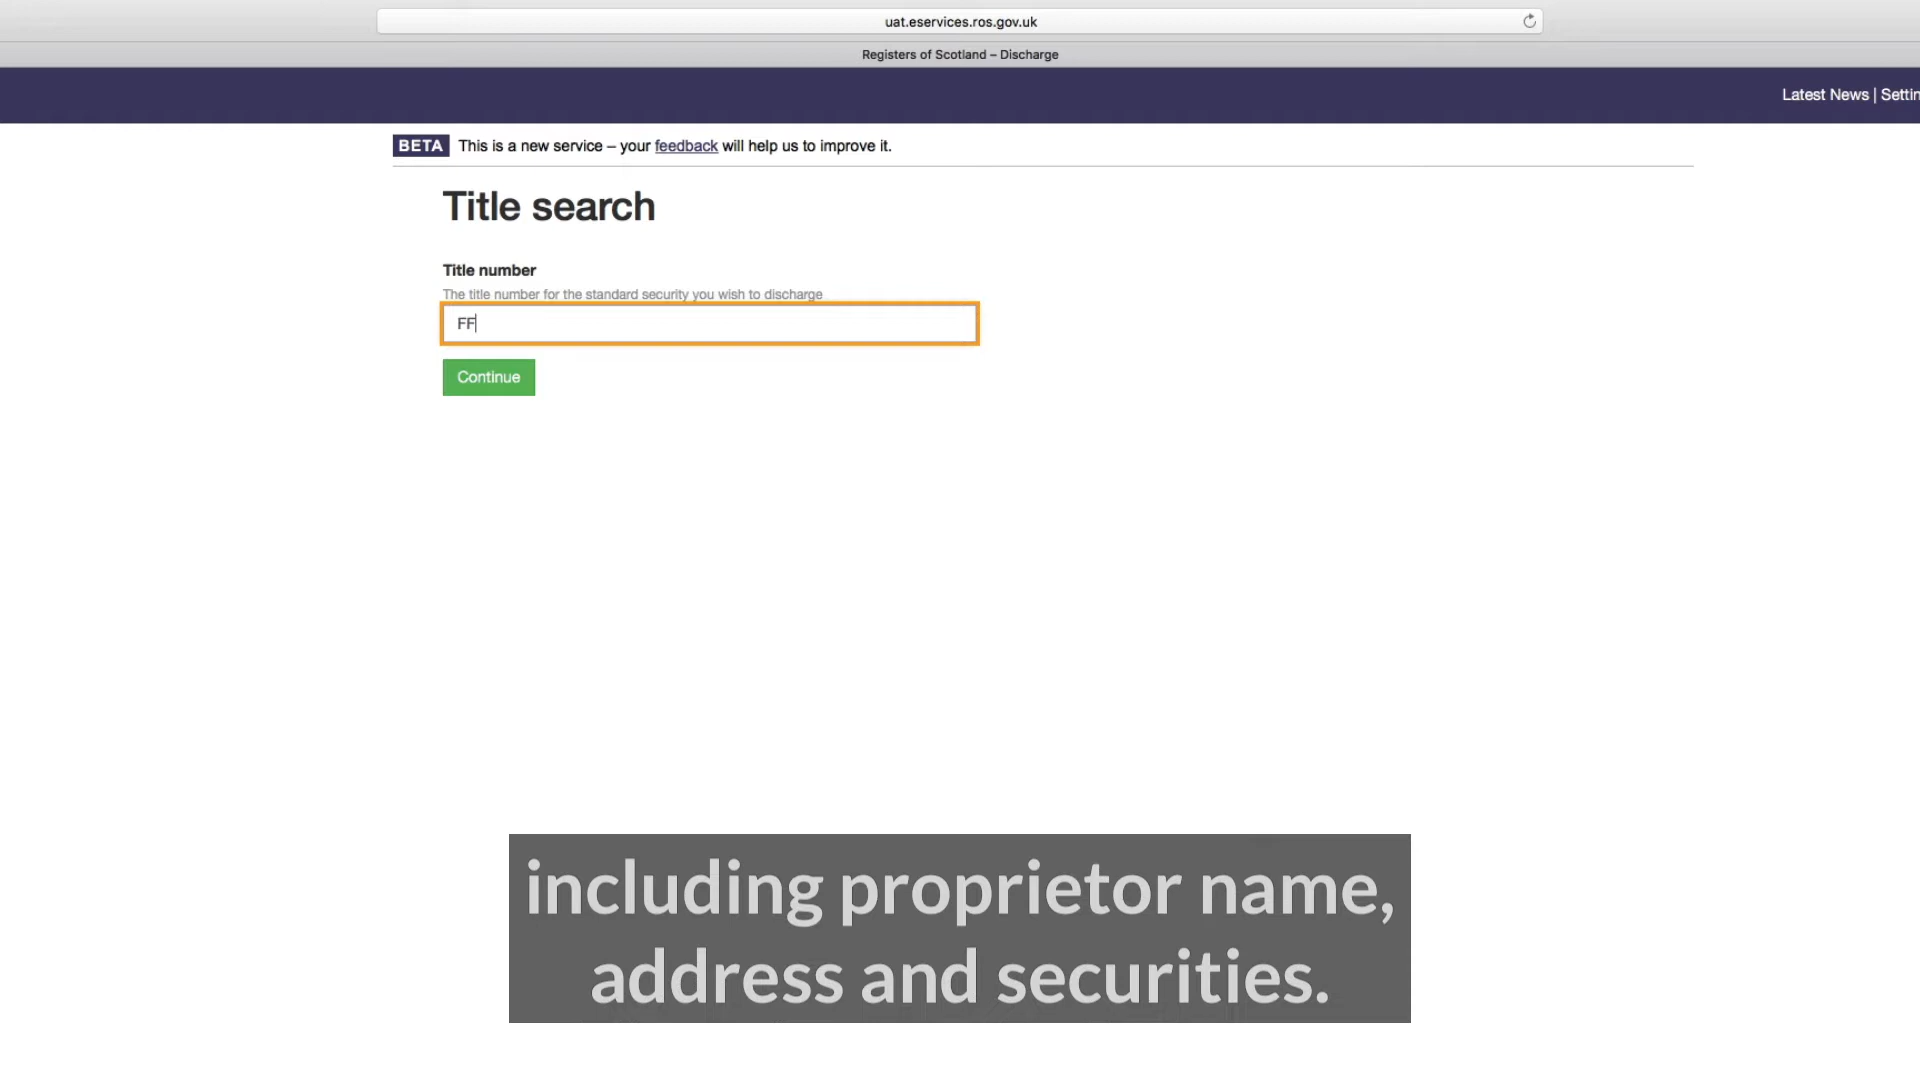 uat.eservices.ros.gov.uk
Registers of Scotland – Discharge
Latest News | Settin
BETA This is a new service – your feedback will help us to improve it.
Title search
Title number
The title number for the standard security you wish to discharge
FF
Continue
including proprietor name,
address and securities.